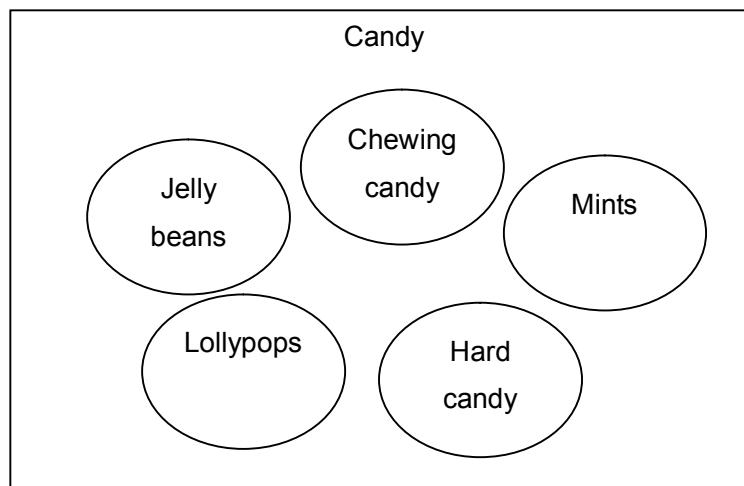 Candy
Chewing
candy
Jelly
beans
Mints
Lollypops
Hard
candy